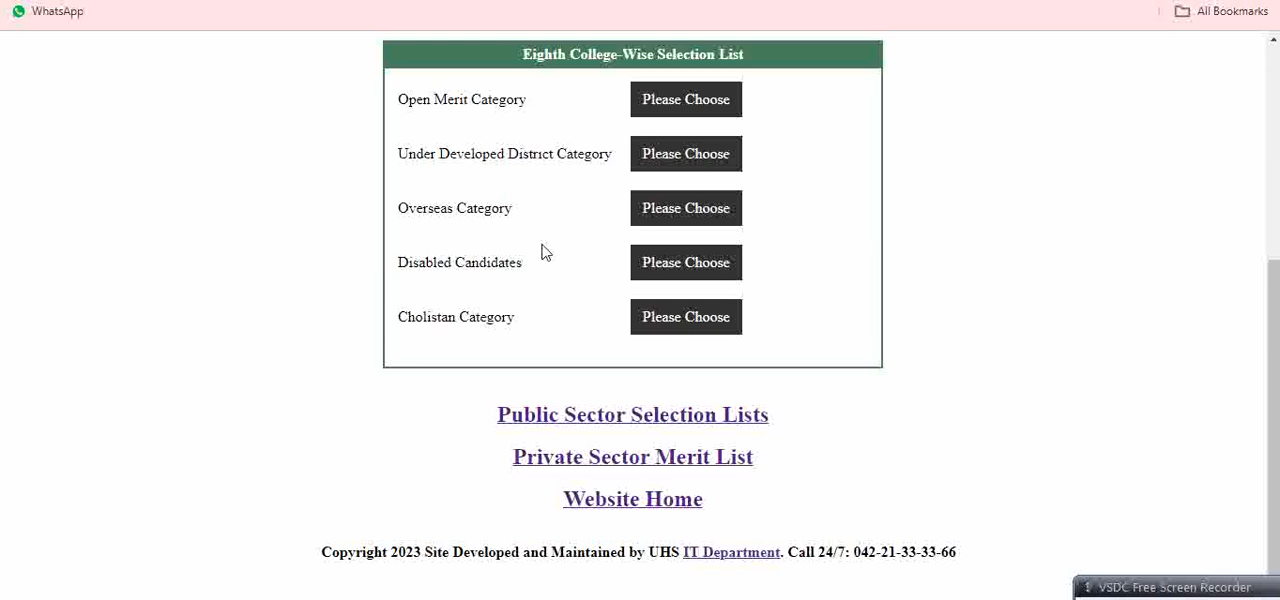 WhatsApp
All Bookmarks
Eighth College-Wise Selection List
Open Merit Category Please Choose
Under Developed District Category Please Choose
Overseas Category Please Choose
Disabled Candidates Please Choose
Cholistan Category Please Choose
Public Sector Selection Lists
Private Sector Merit List
Website Home
Copyright 2023 Site Developed and Maintained by UHS IT Department. Call 24/7: 042-21-33-33-66
VSDC Free Screen Recorder